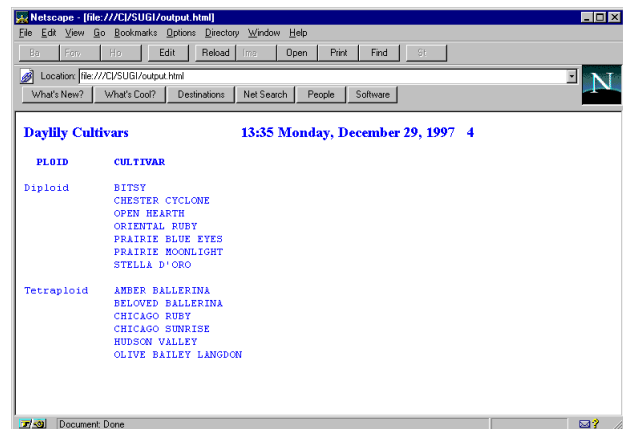 Netscape - [file:///C|/SUGI/output.html]
File Edit View Go Bookmarks Options Directory Window Help
Edit Reload Open Print Find
Location: file:///C|/SUGI/output.html
N
What's New? What's Cool? Destinations Net Search People Software
Daylily Cultivars 13:35 Monday, December 29, 1997 4
PLOID CULTIVAR
Diploid BITSY
CHESTER CYCLONE
OPEN HEARTH
ORIENTAL RUBY
PRAIRIE BLUE EYES
PRAIRIE MOONLIGHT
STELLA D'ORO
Tetraploid AMBER BALLERINA
BELOVED BALLERINA
CHICAGO RUBY
CHICAGO SUNRISE
HUDSON VALLEY
OLIVE BAILEY LANGDON
Document: Done